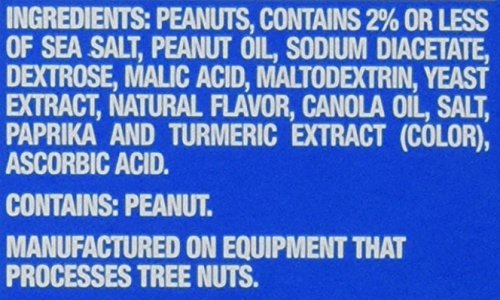 INGREDIENTS: PEANUTS, CONTAINS 2% OR LESS
OF SEA SALT, PEANUT OIL, SODIUM DIACETATE,
DEXTROSE, MALIC ACID, MALTODEXTRIN, YEAST
EXTRACT, NATURAL FLAVOR, CANOLA OIL, SALT,
PAPRIKA AND TURMERIC EXTRACT (COLOR),
ASCORBIC ACID.
CONTAINS: PEANUT.
MANUFACTURED ON EQUIPMENT THAT
PROCESSES TREE NUTS.